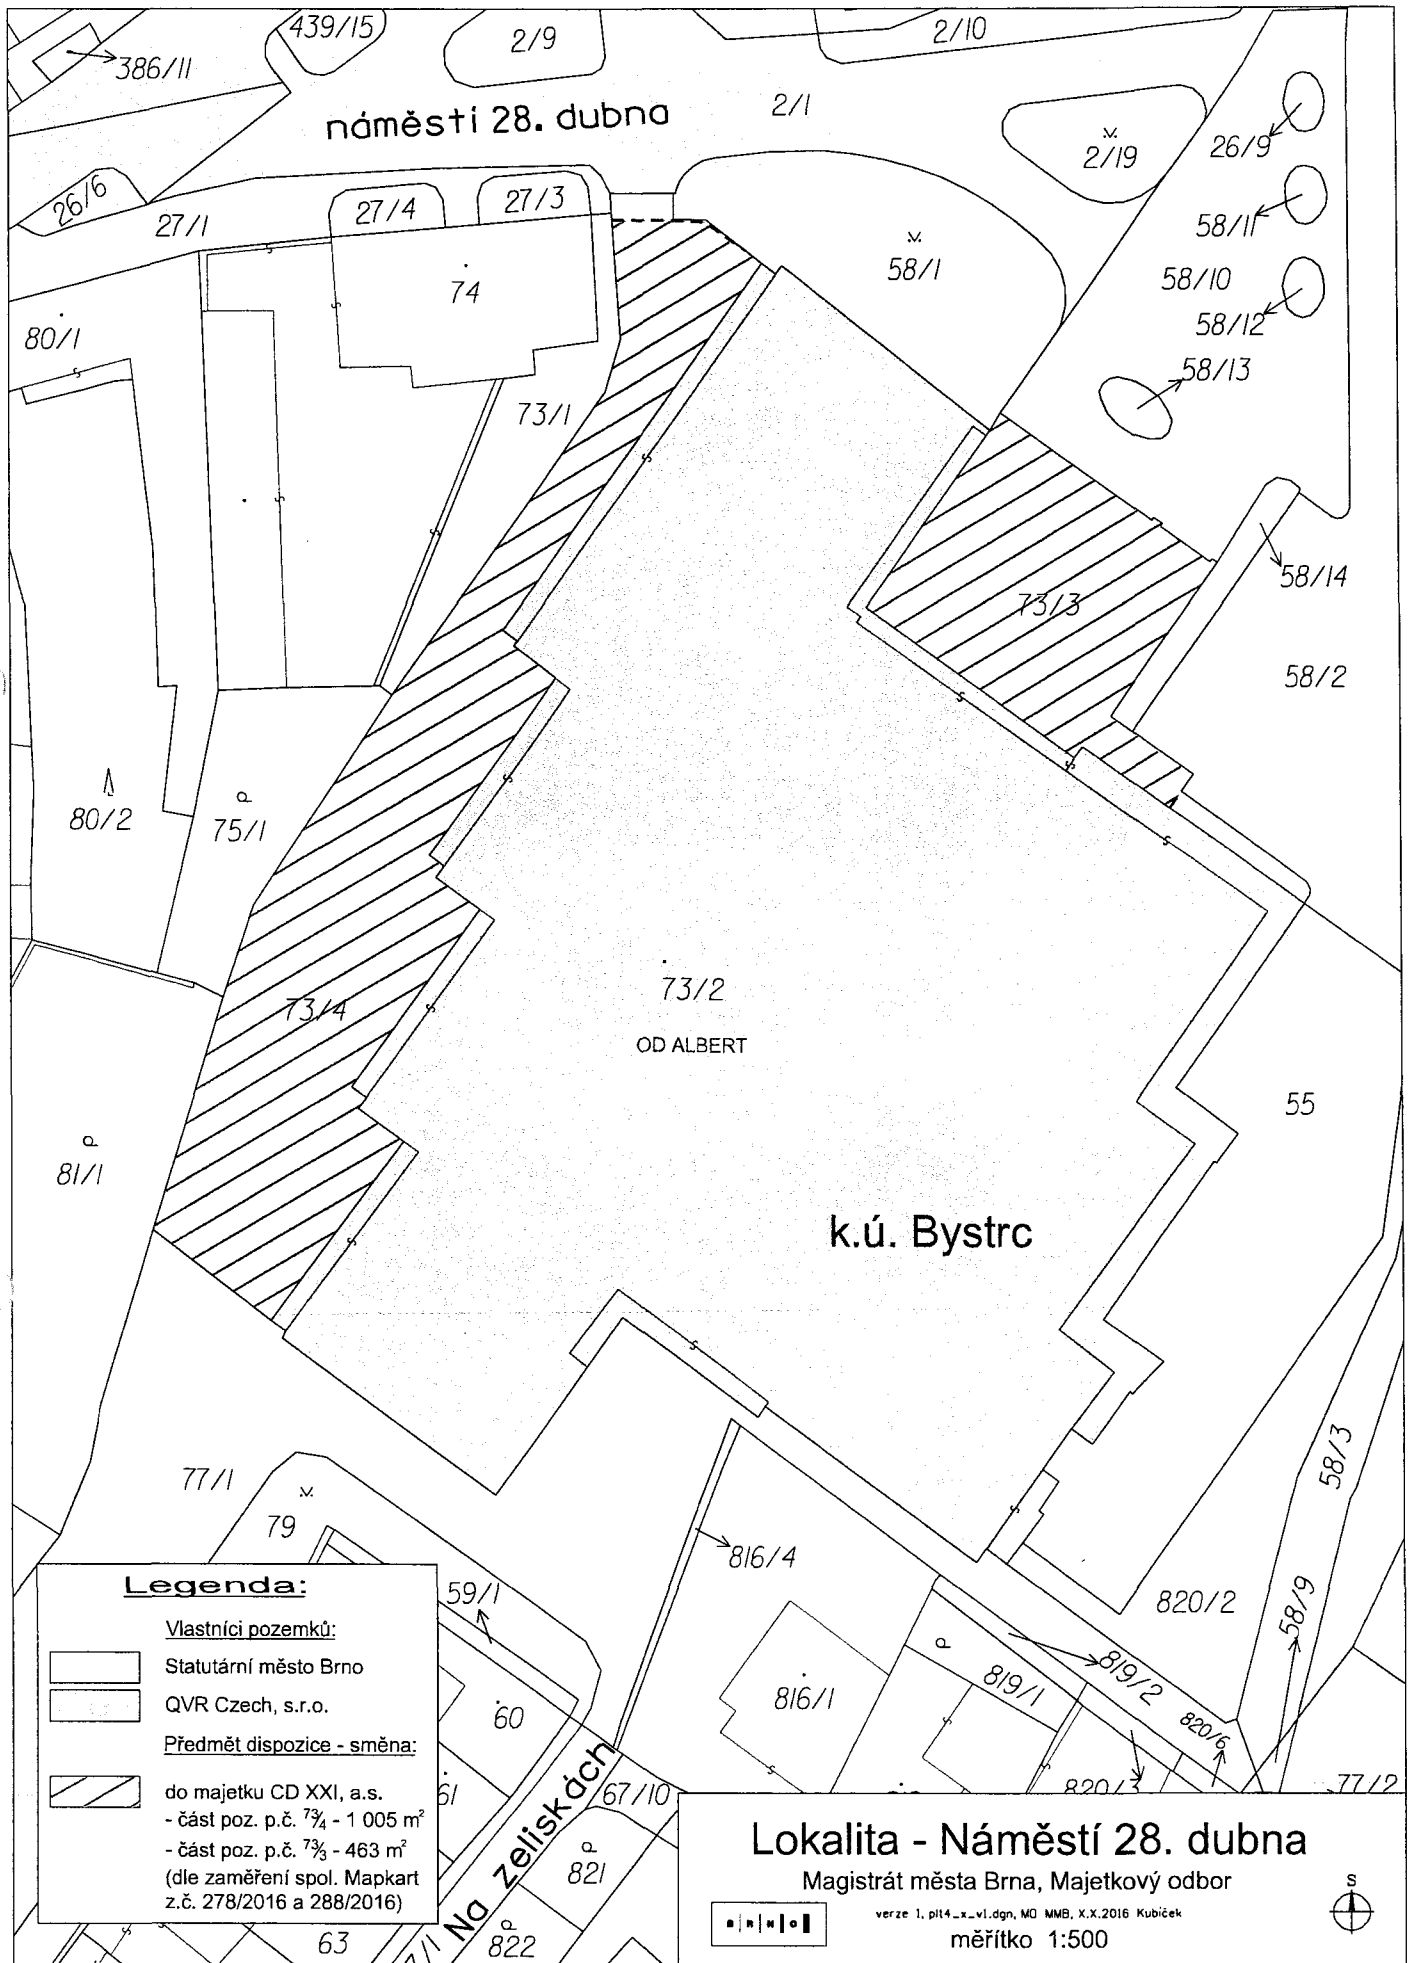 439/15
2/9
2/10
386/11
2/1
náměstí 28. dubna
2/19
26/9
26/6
27/1
27/4
27/3
58/11
58/1
58/10
74
58/12
80/1
58/13
73/1
58/14
73/3
58/2
80/2
75/1
73/2
73/4
OD ALBERT
55
81/1
k.ú. Bystrc
58/3
77/1
79
816/4
59/1
820/2
58/9
819/2
819/1
816/1
60
820/6
61
67/10
820/3
77/2
Na zeliskách
821
63
822
Legenda:
Vlastníci pozemků:
Statutární město Brno
QVR Czech, s.r.o.
Předmět dispozice - směna:
do majetku CD XXI, a.s.
- část poz. p.č. 73/4 - 1 005 m²
- část poz. p.č. 73/3 - 463 m²
(dle zaměření spol. Mapkart
z.č. 278/2016 a 288/2016)
Lokalita - Náměstí 28. dubna
Magistrát města Brna, Majetkový odbor
verze 1, plt4_x_v1.dgn, MO MMB, X.X.2016 Kubíček
měřítko 1:500
B R N O
S